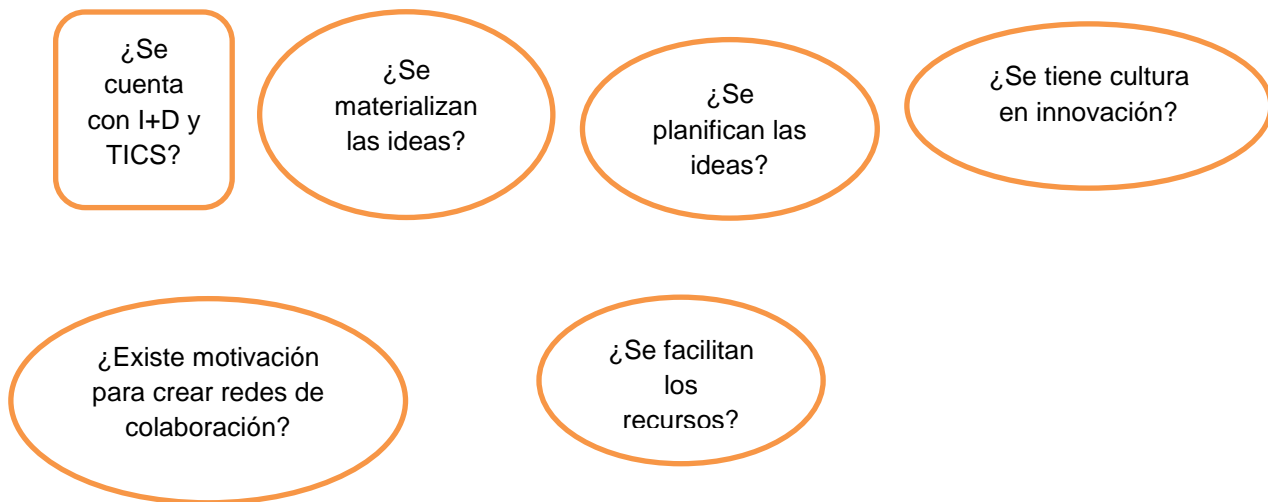 ¿Se
cuenta
con I+D y
TICS?
¿Se
materializan
las ideas?
¿Se
planifican las
ideas?
¿Se tiene cultura
en innovación?
¿Existe motivación
para crear redes de
colaboración?
¿Se facilitan
los
recursos?